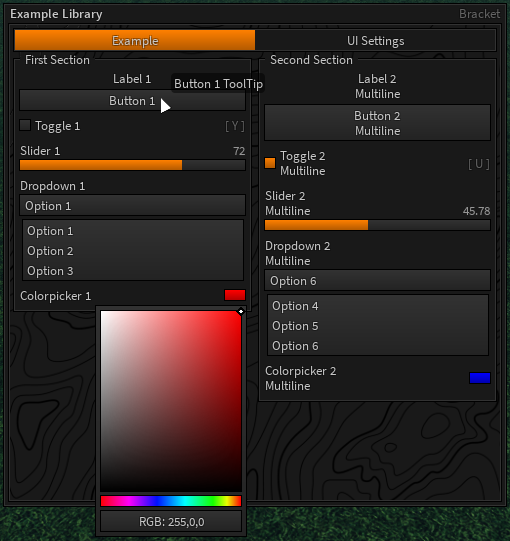 Example Library
Bracket
Example
UI Settings
First Section
Label 1
Button 1
Button 1 ToolTip
Toggle 1
[ Y ]
Slider 1
72
Dropdown 1
Option 1
Option 1
Option 2
Option 3
Colorpicker 1
RGB: 255,0,0
Second Section
Label 2
Multiline
Button 2
Multiline
Toggle 2
Multiline
[ U ]
Slider 2
Multiline
45.78
Dropdown 2
Multiline
Option 6
Option 4
Option 5
Option 6
Colorpicker 2
Multiline